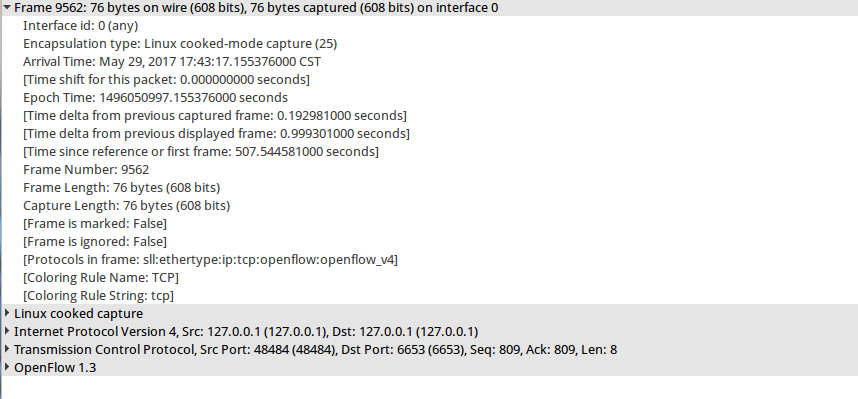 Frame 9562: 76 bytes on wire (608 bits), 76 bytes captured (608 bits) on interface 0
Interface id: 0 (any)
Encapsulation type: Linux cooked-mode capture (25)
Arrival Time: May 29, 2017 17:43:17.155376000 CST
[Time shift for this packet: 0.000000000 seconds]
Epoch Time: 1496050997.155376000 seconds
[Time delta from previous captured frame: 0.192981000 seconds]
[Time delta from previous displayed frame: 0.999301000 seconds]
[Time since reference or first frame: 507.544581000 seconds]
Frame Number: 9562
Frame Length: 76 bytes (608 bits)
Capture Length: 76 bytes (608 bits)
[Frame is marked: False]
[Frame is ignored: False]
[Protocols in frame: sll:ethertype:ip:tcp:openflow:openflow_v4]
[Coloring Rule Name: TCP]
[Coloring Rule String: tcp]
Linux cooked capture
Internet Protocol Version 4, Src: 127.0.0.1 (127.0.0.1), Dst: 127.0.0.1 (127.0.0.1)
Transmission Control Protocol, Src Port: 48484 (48484), Dst Port: 6653 (6653), Seq: 809, Ack: 809, Len: 8
OpenFlow 1.3